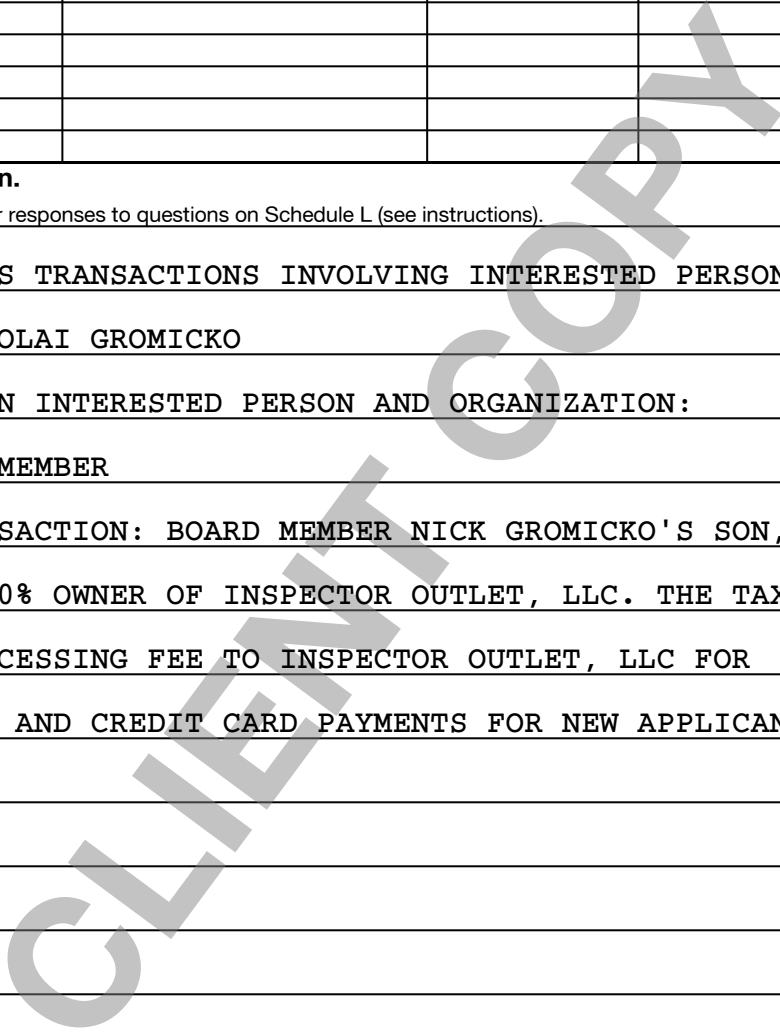 n.
r responses to questions on Schedule L (see instructions).
S TRANSACTIONS INVOLVING INTERESTED PERSON
OLAI GROMICKO
N INTERESTED PERSON AND ORGANIZATION:
MEMBER
SACTION: BOARD MEMBER NICK GROMICKO'S SON,
0% OWNER OF INSPECTOR OUTLET, LLC. THE TAX
CESSING FEE TO INSPECTOR OUTLET, LLC FOR
AND CREDIT CARD PAYMENTS FOR NEW APPLICAN
CLIENT COPY